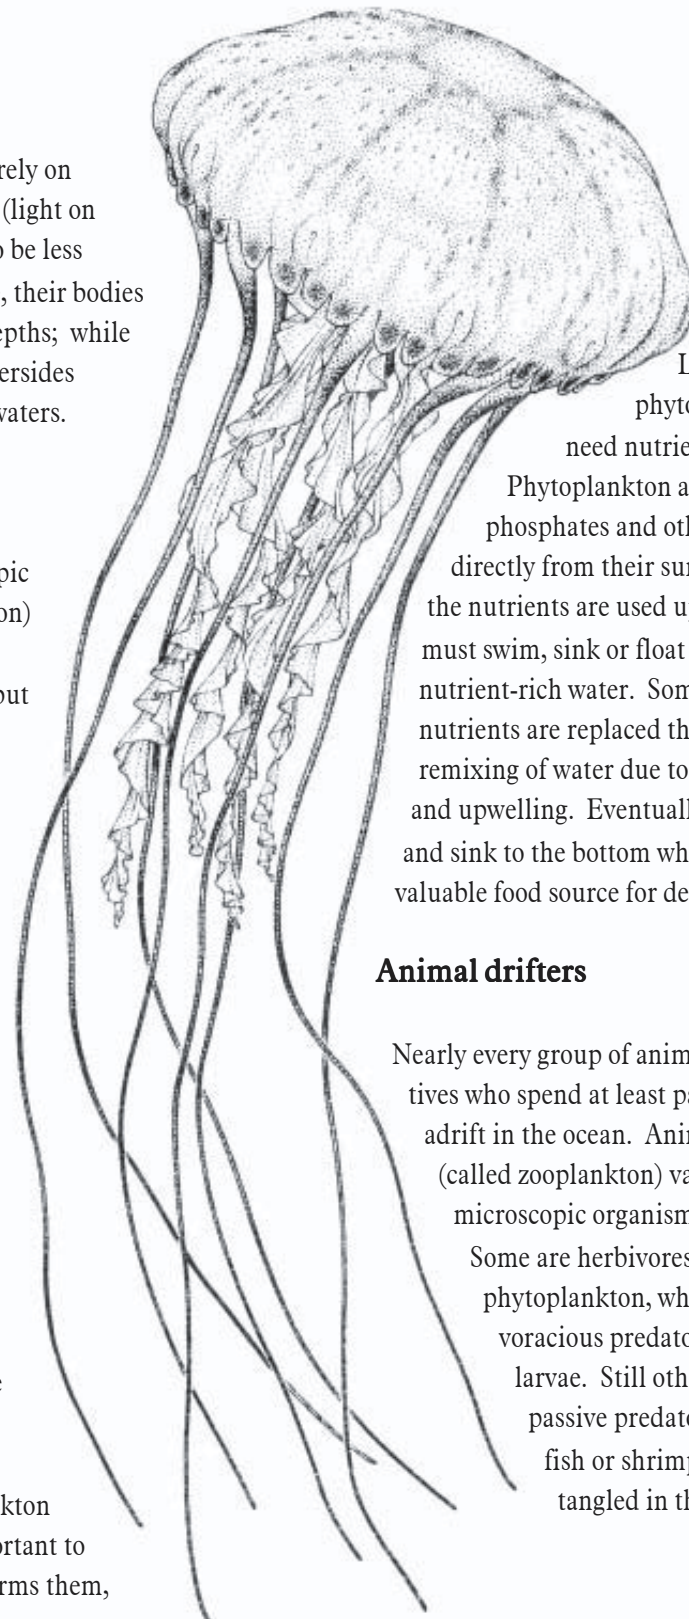 rely on
(light on
be less
, their bodies
epths; while
ersides
waters.
pic
on)
but
e
kton
ortant to
rms them,
L
phyto
need nutrie
Phytoplankton a
phosphates and oth
directly from their sur
the nutrients are used u
must swim, sink or float
nutrient-rich water. Som
nutrients are replaced th
remixing of water due to
and upwelling. Eventuall
and sink to the bottom wh
valuable food source for de
Animal drifters
Nearly every group of anim
tives who spend at least pa
adrift in the ocean. Ani
(called zooplankton) va
microscopic organism
Some are herbivores
phytoplankton, wh
voracious predato
larvae. Still oth
passive predato
fish or shrimp
tangled in th